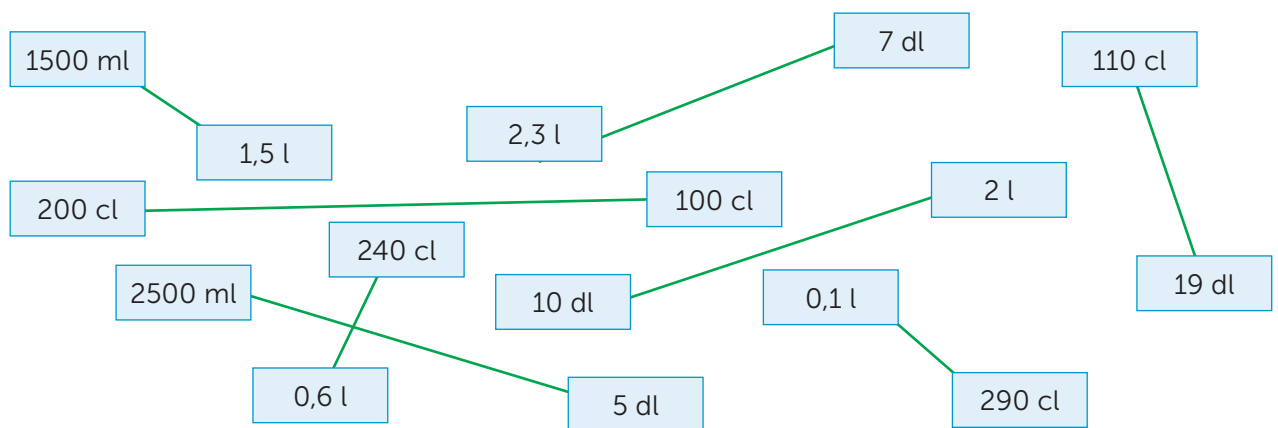 7 dl
1500 ml
110 cl
2,3 l
1,5 l
2 l
100 cl
200 cl
240 cl
2500 ml
0,1 l
19 dl
10 dl
0,6 l
290 cl
5 dl